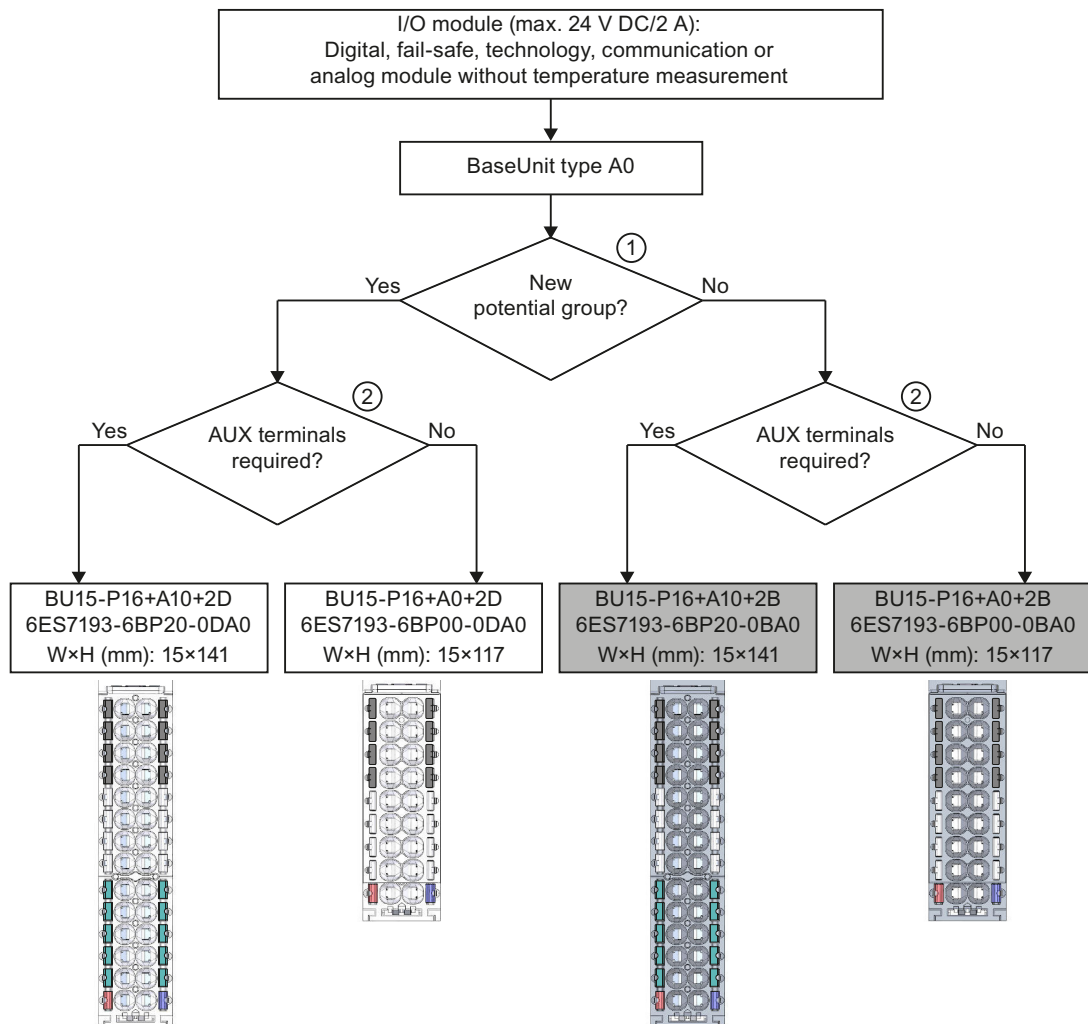 I/O module (max. 24 V DC/2 A):
Digital, fail-safe, technology, communication or
analog module without temperature measurement
BaseUnit type A0
1
New
potential group?
Yes
No
2
AUX terminals
required?
Yes
No
2
AUX terminals
required?
Yes
No
BU15-P16+A10+2D
6ES7193-6BP20-0DA0
W×H (mm): 15×141
BU15-P16+A0+2D
6ES7193-6BP00-0DA0
W×H (mm): 15×117
BU15-P16+A10+2B
6ES7193-6BP20-0BA0
W×H (mm): 15×141
BU15-P16+A0+2B
6ES7193-6BP00-0BA0
W×H (mm): 15×117